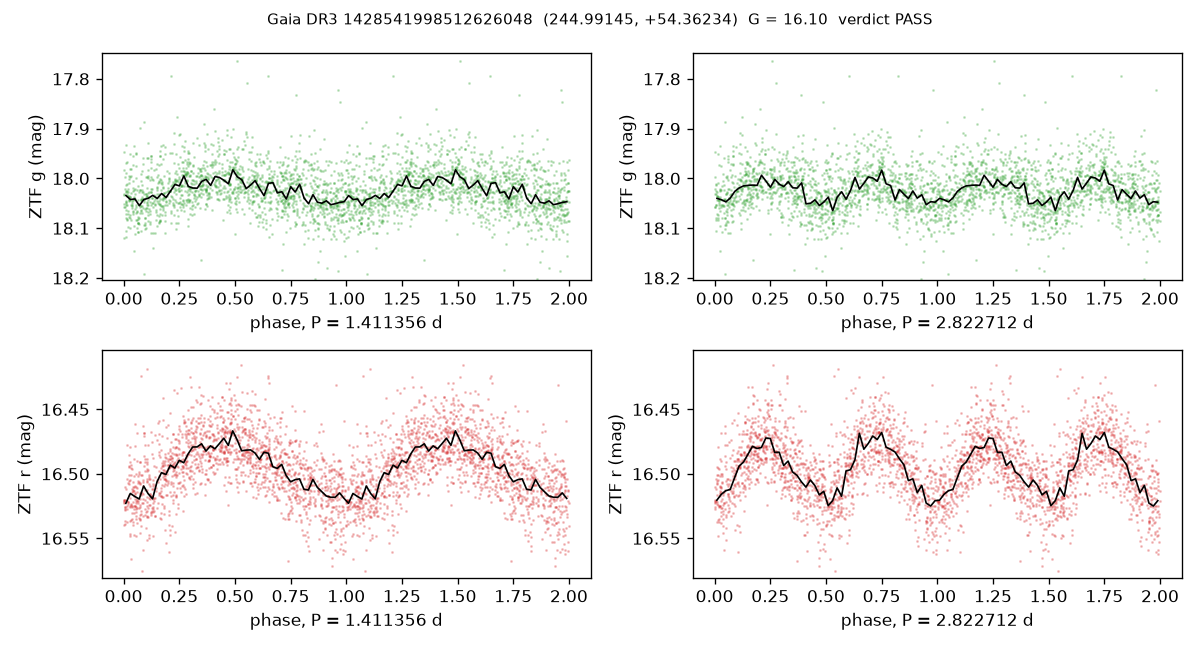 Gaia DR3 1428541998512626048 (244.99145, +54.36234) G = 16.10 verdict PASS
ZTF g (mag)
17.8
17.9
18.0
18.1
18.2
0.00 0.25 0.50 0.75 1.00 1.25 1.50 1.75 2.00
phase, P = 1.411356 d
ZTF g (mag)
17.8
17.9
18.0
18.1
18.2
0.00 0.25 0.50 0.75 1.00 1.25 1.50 1.75 2.00
phase, P = 2.822712 d
ZTF r (mag)
16.45
16.50
16.55
0.00 0.25 0.50 0.75 1.00 1.25 1.50 1.75 2.00
phase, P = 1.411356 d
ZTF r (mag)
16.45
16.50
16.55
0.00 0.25 0.50 0.75 1.00 1.25 1.50 1.75 2.00
phase, P = 2.822712 d